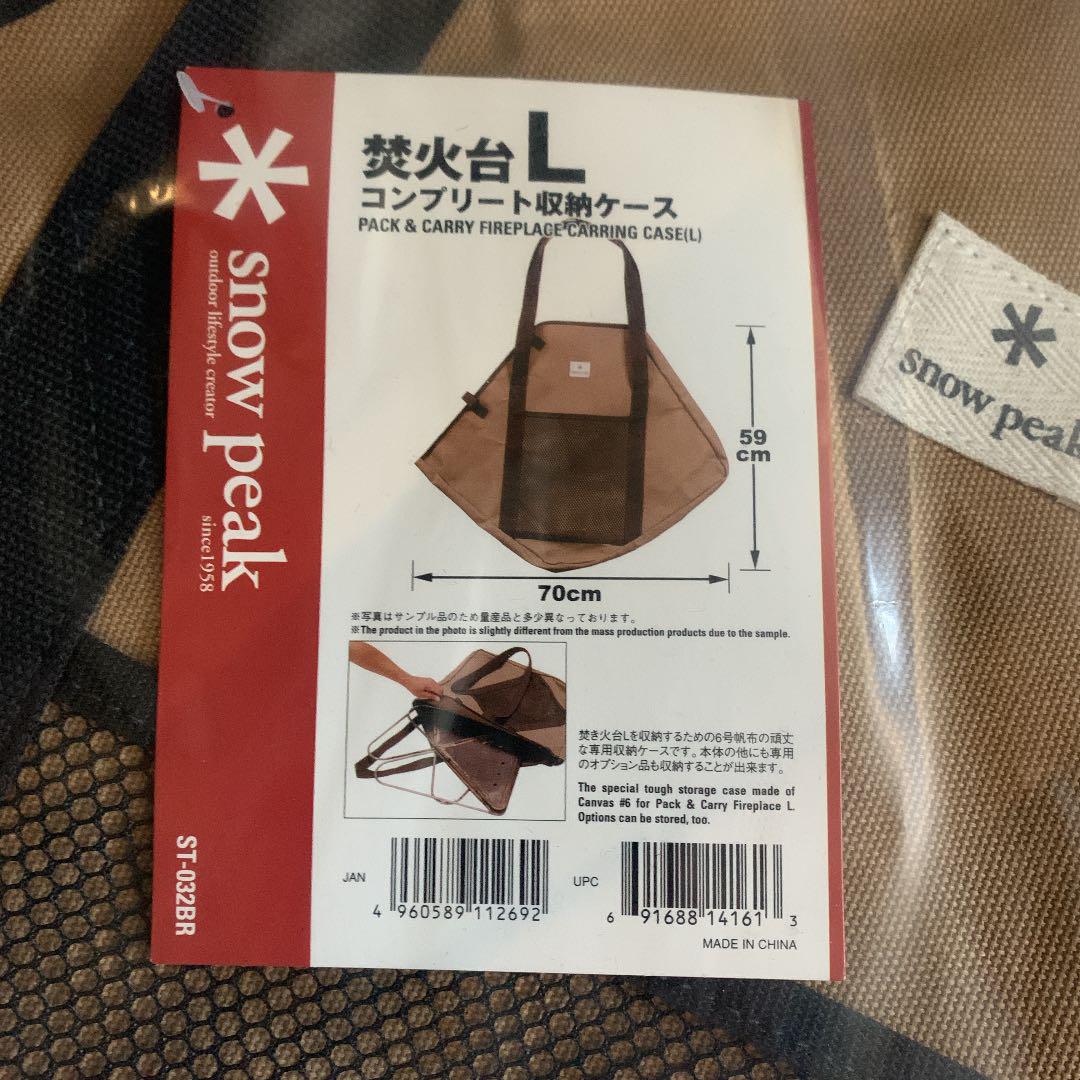 焚火台L
コンプリート収納ケース
PACK & CARRY FIREPLACE CARRING CASE(L)
snow peak
outdoor lifestyle creator
since1958
59
cm
70cm
※写真はサンプル品のため量産品と多少異なっております。
※The product in the photo is slightly different from the mass production products due to the sample.
焚き火台Lを収納するための6号帆布の頑丈
な専用収納ケースです。本体の他にも専用
のオプション品も収納することが出来ます。
The special tough storage case made of
Canvas #6 for Pack & Carry Fireplace L.
Options can be stored, too.
ST-032BR
JAN
4 960589 112692
UPC
6 91688 14161 3
MADE IN CHINA
snow peak